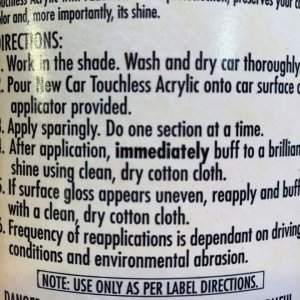 Touchless Acrylic
preserves your
color and, more importantly, its shine.
DIRECTIONS:
Work in the shade. Wash and dry car thoroughly
Pour New Car Touchless Acrylic onto car surface
applicator provided.
Apply sparingly. Do one section at a time.
After application, immediately buff to a brilliant
shine using clean, dry cotton cloth.
If surface gloss appears uneven, reapply and buff
with a clean, dry cotton cloth.
Frequency of reapplications is dependant on driving
conditions and environmental abrasion.
NOTE: USE ONLY AS PER LABEL DIRECTIONS.